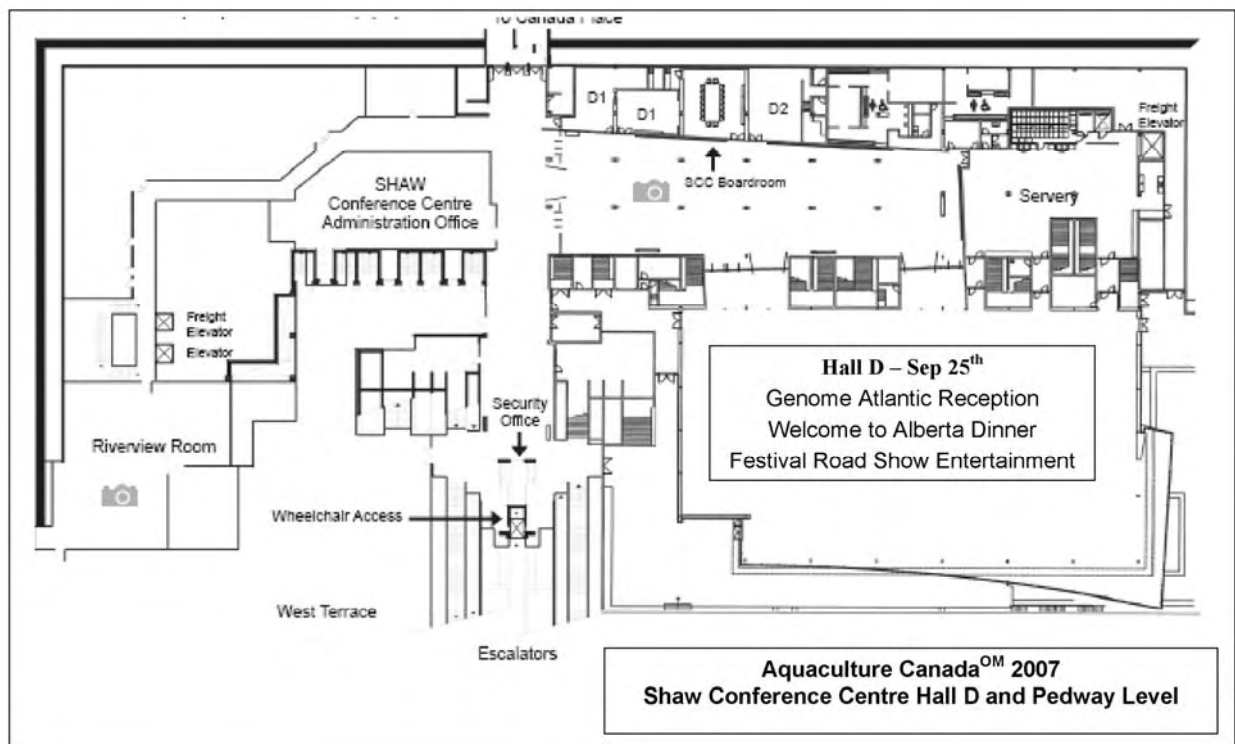 to Canada Place
D1
D1
D2
Freight
Elevator
SCC Boardroom
SHAW
Conference Centre
Administration Office
Servery
Freight
Elevator
Elevator
Hall D – Sep 25th
Genome Atlantic Reception
Welcome to Alberta Dinner
Festival Road Show Entertainment
Security
Office
Riverview Room
Wheelchair Access
West Terrace
Escalators
Aquaculture Canada^OM 2007
Shaw Conference Centre Hall D and Pedway Level